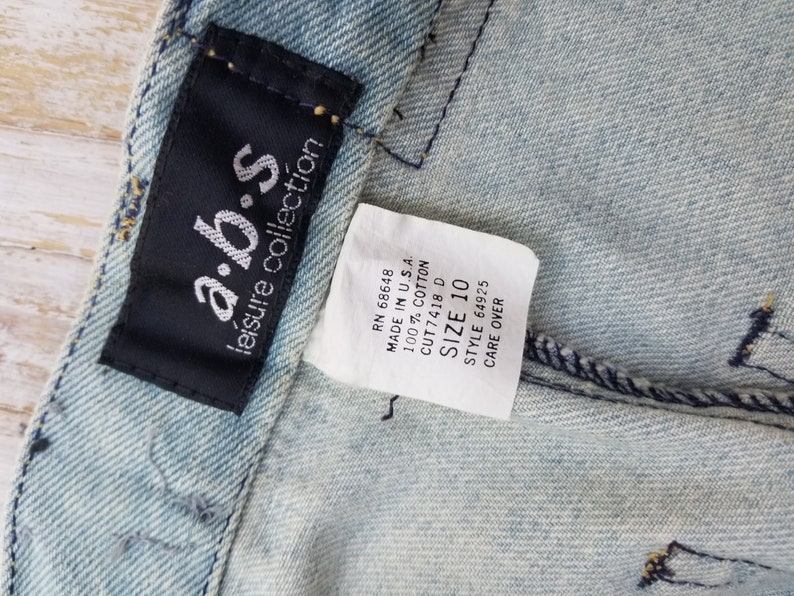 a•b•s
leisure collection
RN 68648
MADE IN U.S.A.
100% COTTON
CUT7418 D
SIZE 10
STYLE 64925
CARE OVER